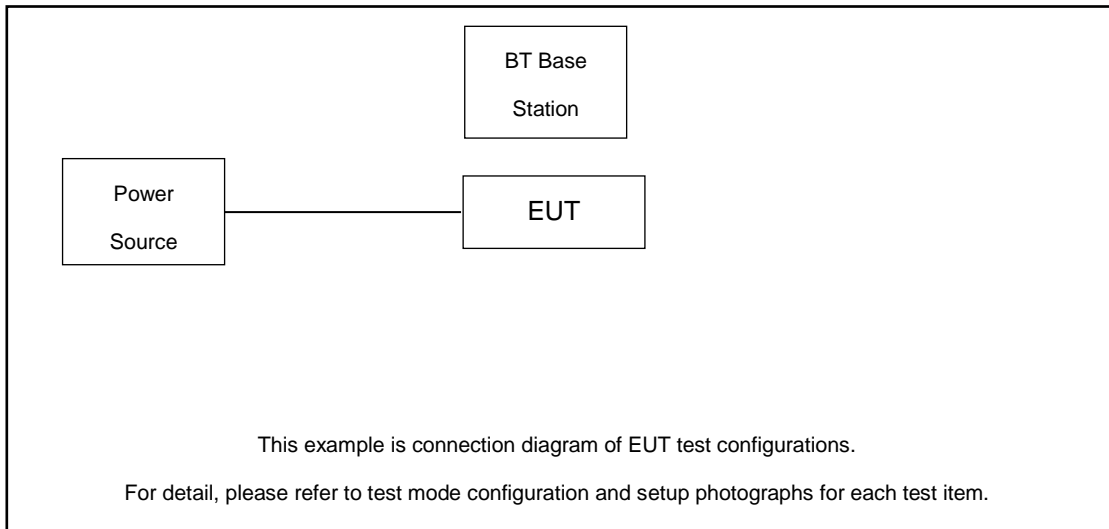 BT Base
Station
Power
Source
EUT
This example is connection diagram of EUT test configurations.
For detail, please refer to test mode configuration and setup photographs for each test item.